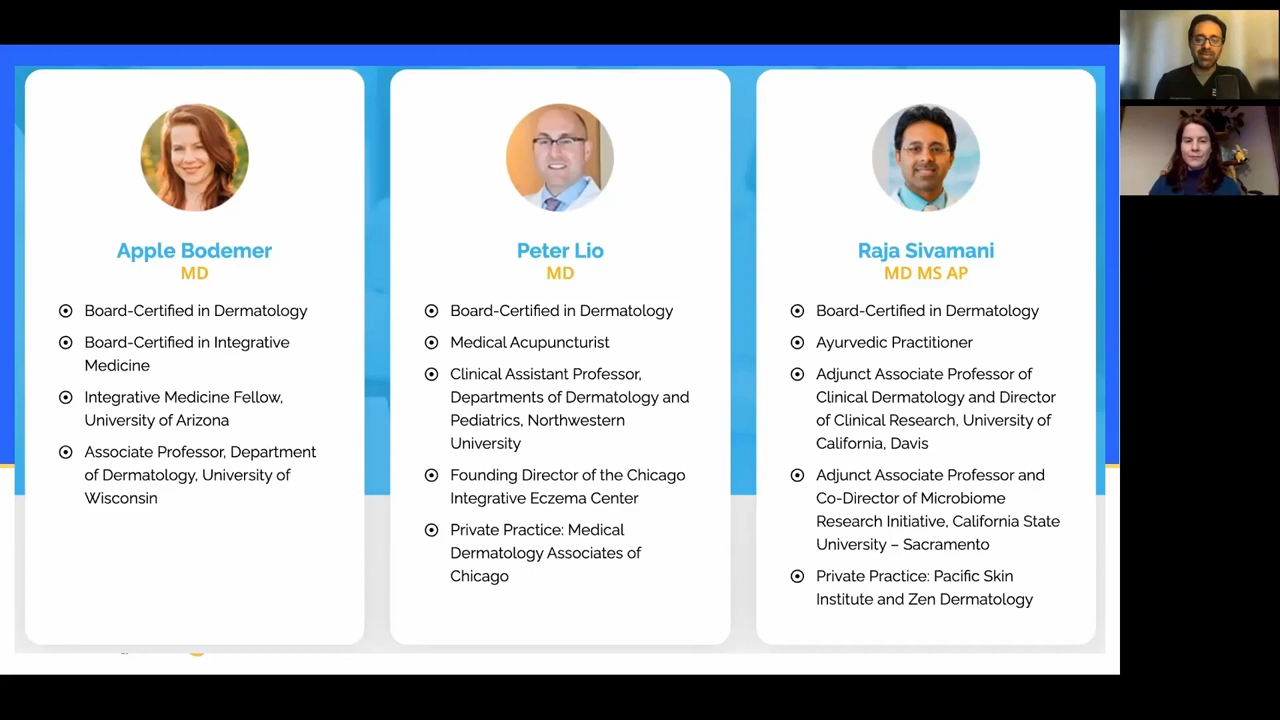 Apple Bodemer
MD
Board-Certified in Dermatology
Board-Certified in Integrative
Medicine
Integrative Medicine Fellow,
University of Arizona
Associate Professor, Department
of Dermatology, University of
Wisconsin
Peter Lio
MD
Board-Certified in Dermatology
Medical Acupuncturist
Clinical Assistant Professor,
Departments of Dermatology and
Pediatrics, Northwestern
University
Founding Director of the Chicago
Integrative Eczema Center
Private Practice: Medical
Dermatology Associates of
Chicago
Raja Sivamani
MD MS AP
Board-Certified in Dermatology
Ayurvedic Practitioner
Adjunct Associate Professor of
Clinical Dermatology and Director
of Clinical Research, University of
California, Davis
Adjunct Associate Professor and
Co-Director of Microbiome
Research Initiative, California State
University – Sacramento
Private Practice: Pacific Skin
Institute and Zen Dermatology